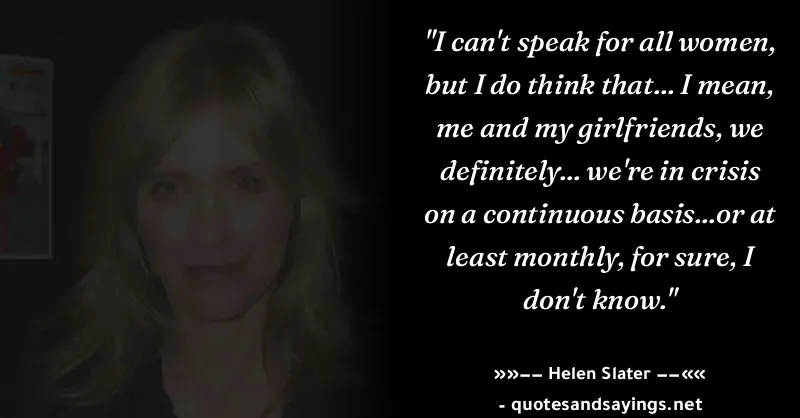 "I can't speak for all women,
but I do think that... I mean,
me and my girlfriends, we
definitely... we're in crisis
on a continuous basis...or at
least monthly, for sure, I
don't know."
»»—— Helen Slater ——««
- quotesandsayings.net